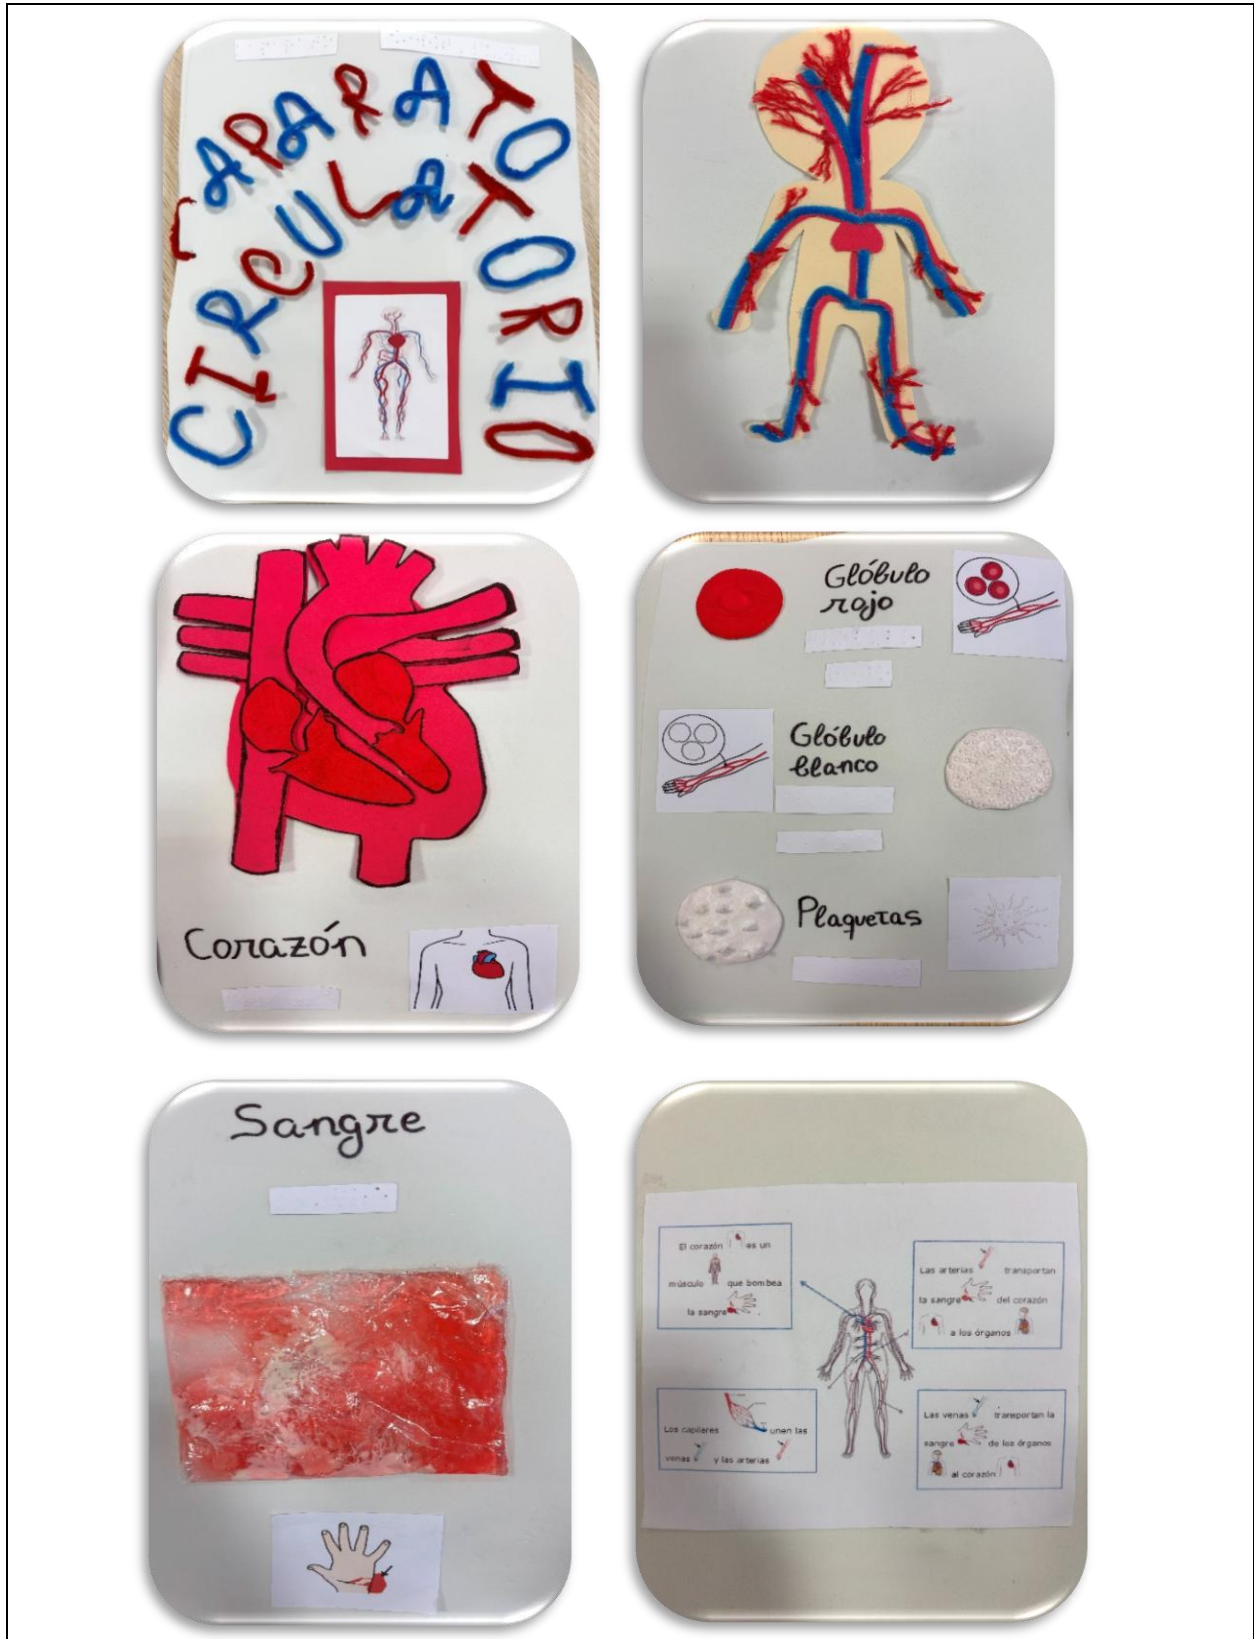 APARATO
CIRCULATORIO
Corazón
Glóbulo
rojo
Glóbulo
blanco
Plaquetas
Sangre
El corazón es un
músculo que bombea
la sangre
Las arterias transportan
la sangre del corazón
a los órganos
Los capilares unen las
venas y las arterias
Las venas transportan la
sangre de los órganos
al corazón